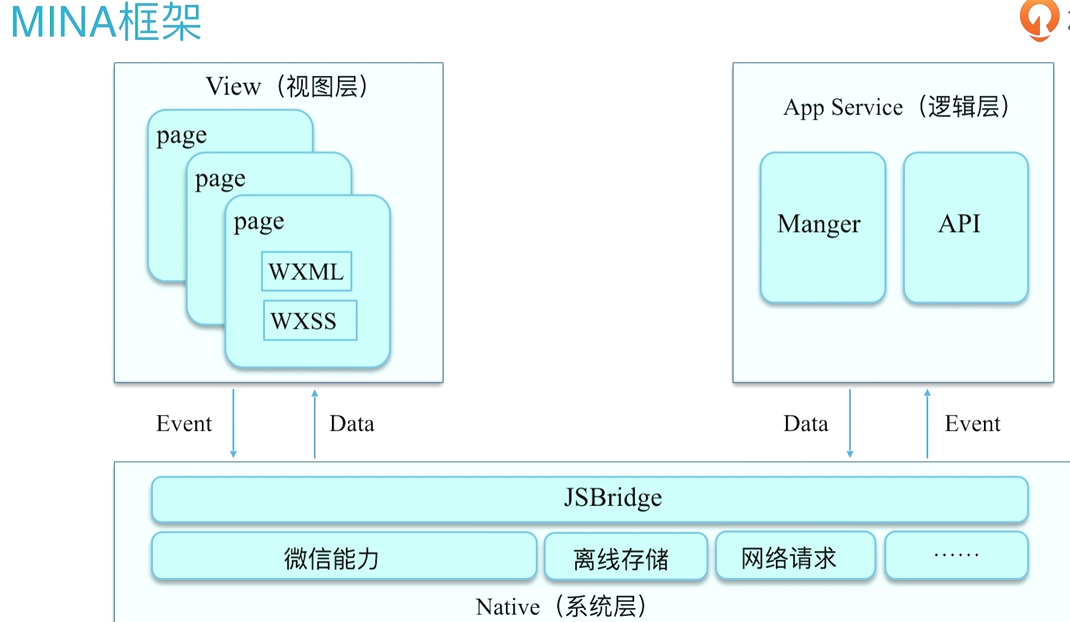 MINA框架
View（视图层）
page
page
page
WXML
WXSS
App Service（逻辑层）
Manger
API
Event
Data
Data
Event
JSBridge
微信能力
离线存储
网络请求
······
Native（系统层）